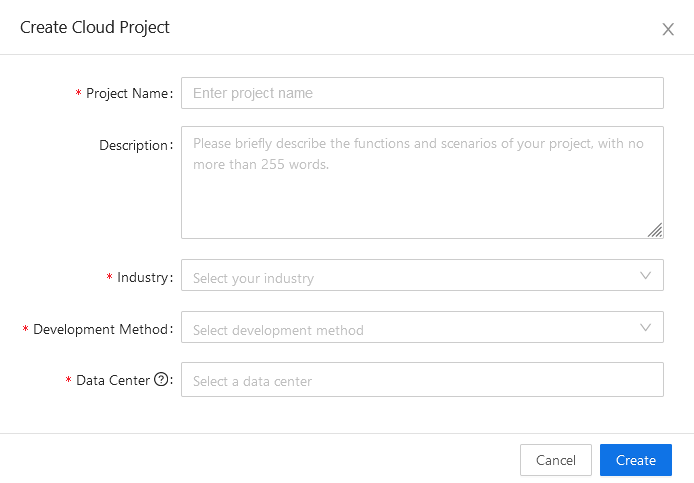 Create Cloud Project
* Project Name:
Enter project name
Description:
Please briefly describe the functions and scenarios of your project, with no
more than 255 words.
* Industry:
Select your industry
* Development Method:
Select development method
* Data Center ?:
Select a data center
Cancel
Create